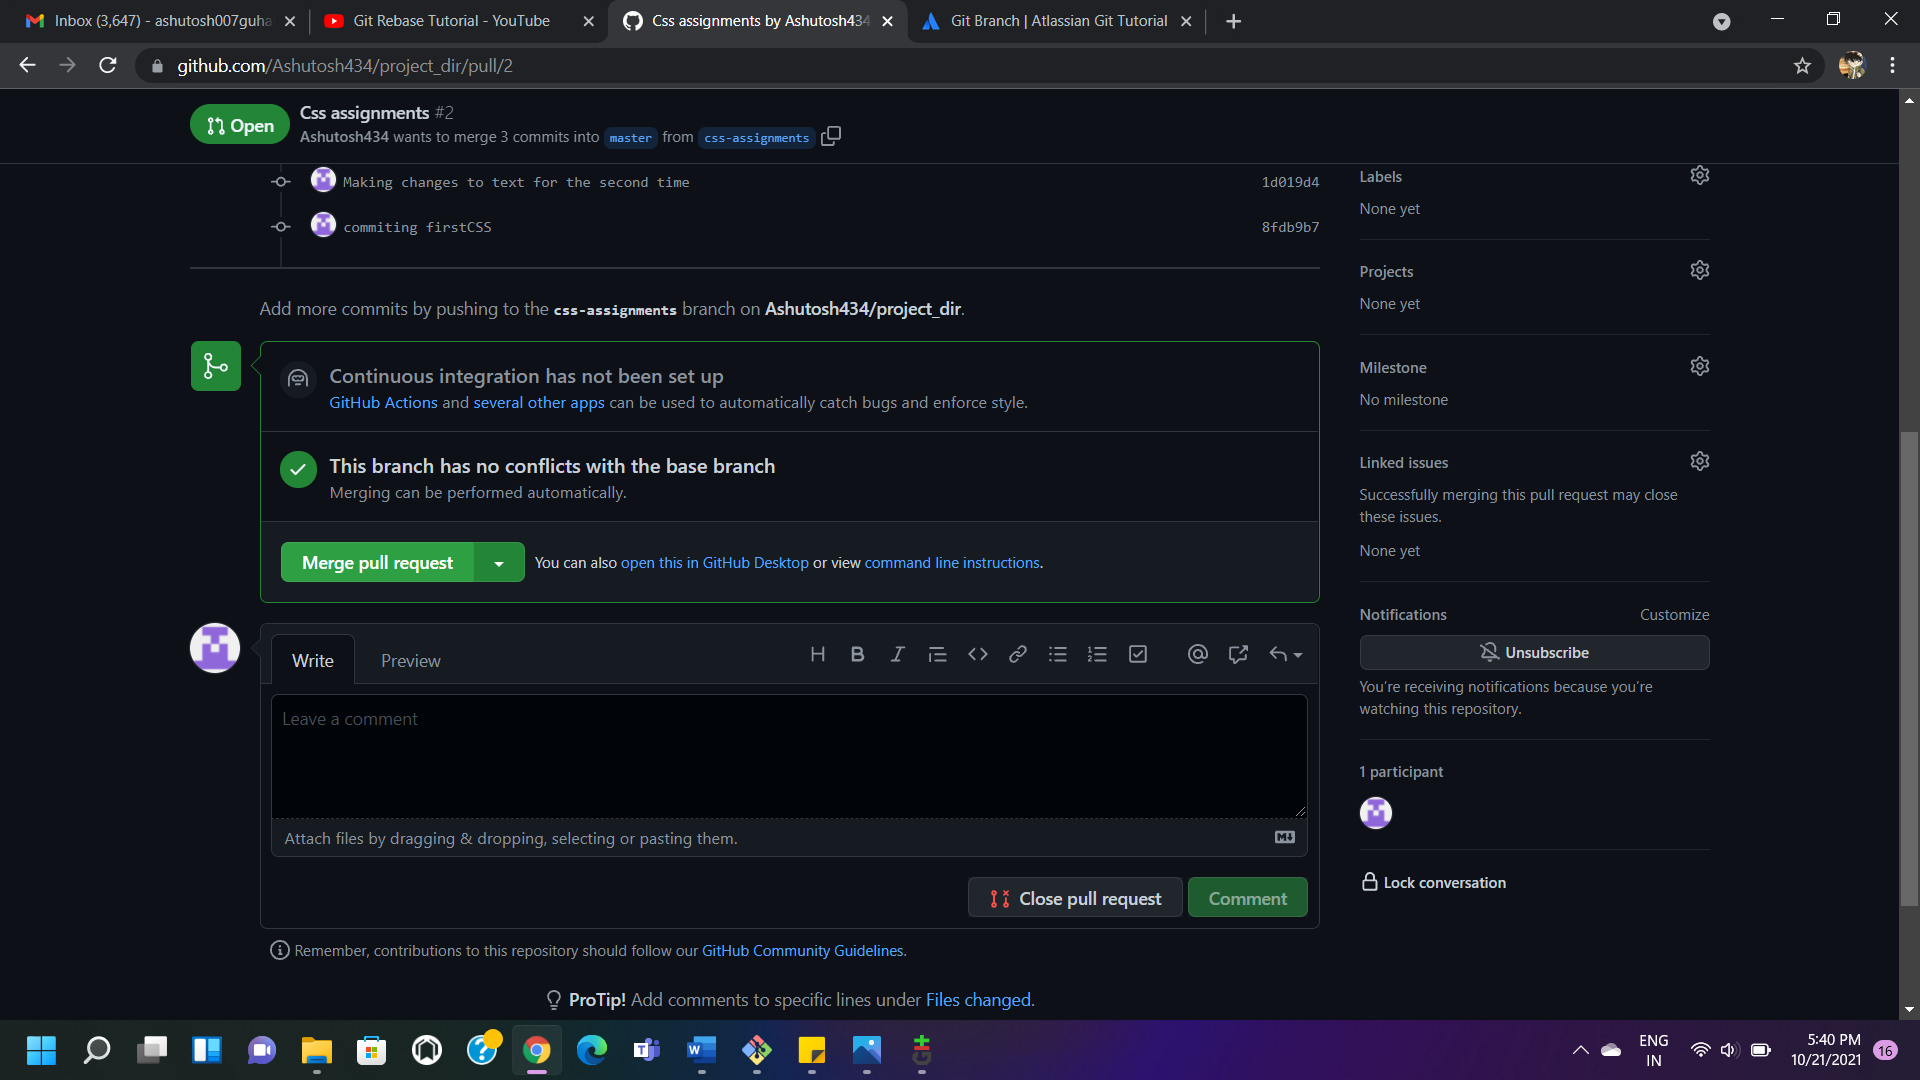 Inbox (3,647) - ashutosh007guha
Git Rebase Tutorial - YouTube
Css assignments by Ashutosh434
Git Branch | Atlassian Git Tutorial
github.com/Ashutosh434/project_dir/pull/2
Open
Css assignments #2
Ashutosh434 wants to merge 3 commits into master from css-assignments
Making changes to text for the second time 1d019d4
commiting firstCSS 8fdb9b7
Add more commits by pushing to the css-assignments branch on Ashutosh434/project_dir.
Continuous integration has not been set up
GitHub Actions and several other apps can be used to automatically catch bugs and enforce style.
This branch has no conflicts with the base branch
Merging can be performed automatically.
Merge pull request
You can also open this in GitHub Desktop or view command line instructions.
Write
Preview
Leave a comment
Attach files by dragging & dropping, selecting or pasting them.
Close pull request
Comment
Remember, contributions to this repository should follow our GitHub Community Guidelines.
ProTip! Add comments to specific lines under Files changed.
Labels
None yet
Projects
None yet
Milestone
No milestone
Linked issues
Successfully merging this pull request may close
these issues.
None yet
Notifications
Customize
Unsubscribe
You're receiving notifications because you're
watching this repository.
1 participant
Lock conversation
ENG
IN
5:40 PM
10/21/2021
16